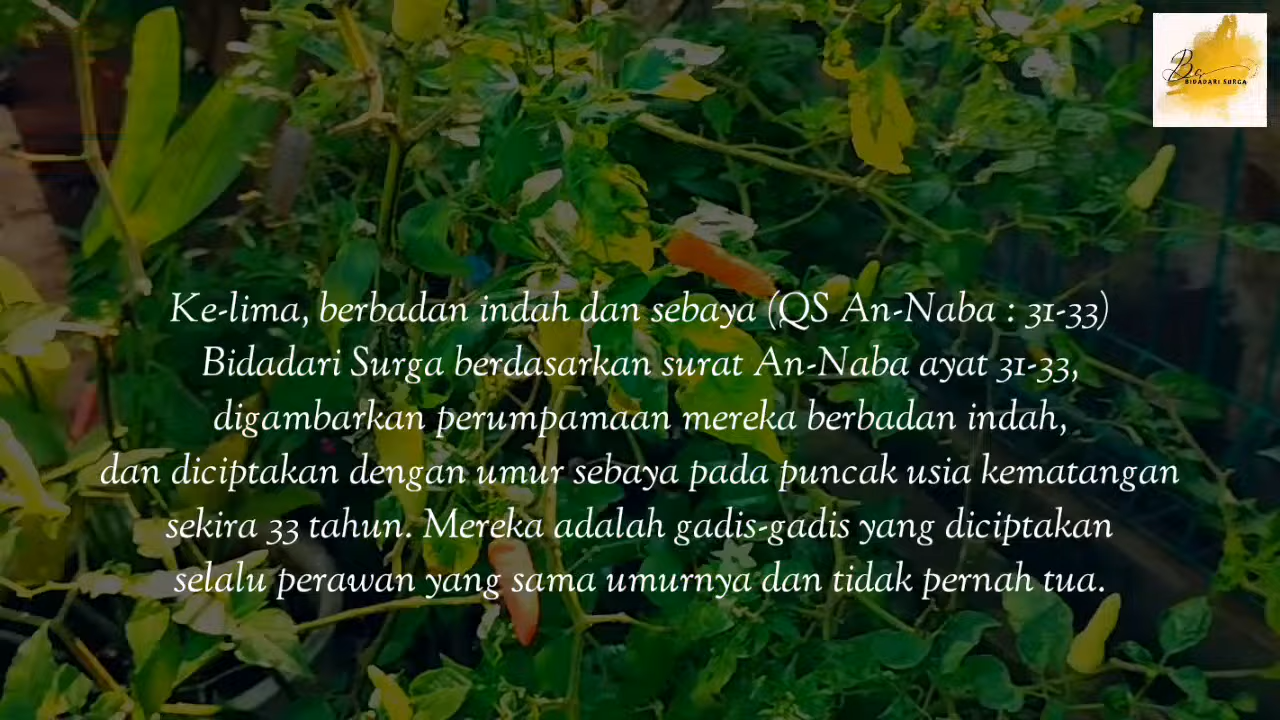 Bs
BIDADARI SURGA
Ke-lima, berbadan indah dan sebaya (QS An-Naba : 31-33)
Bidadari Surga berdasarkan surat An-Naba ayat 31-33,
digambarkan perumpamaan mereka berbadan indah,
dan diciptakan dengan umur sebaya pada puncak usia kematangan
sekira 33 tahun. Mereka adalah gadis-gadis yang diciptakan
selalu perawan yang sama umurnya dan tidak pernah tua.